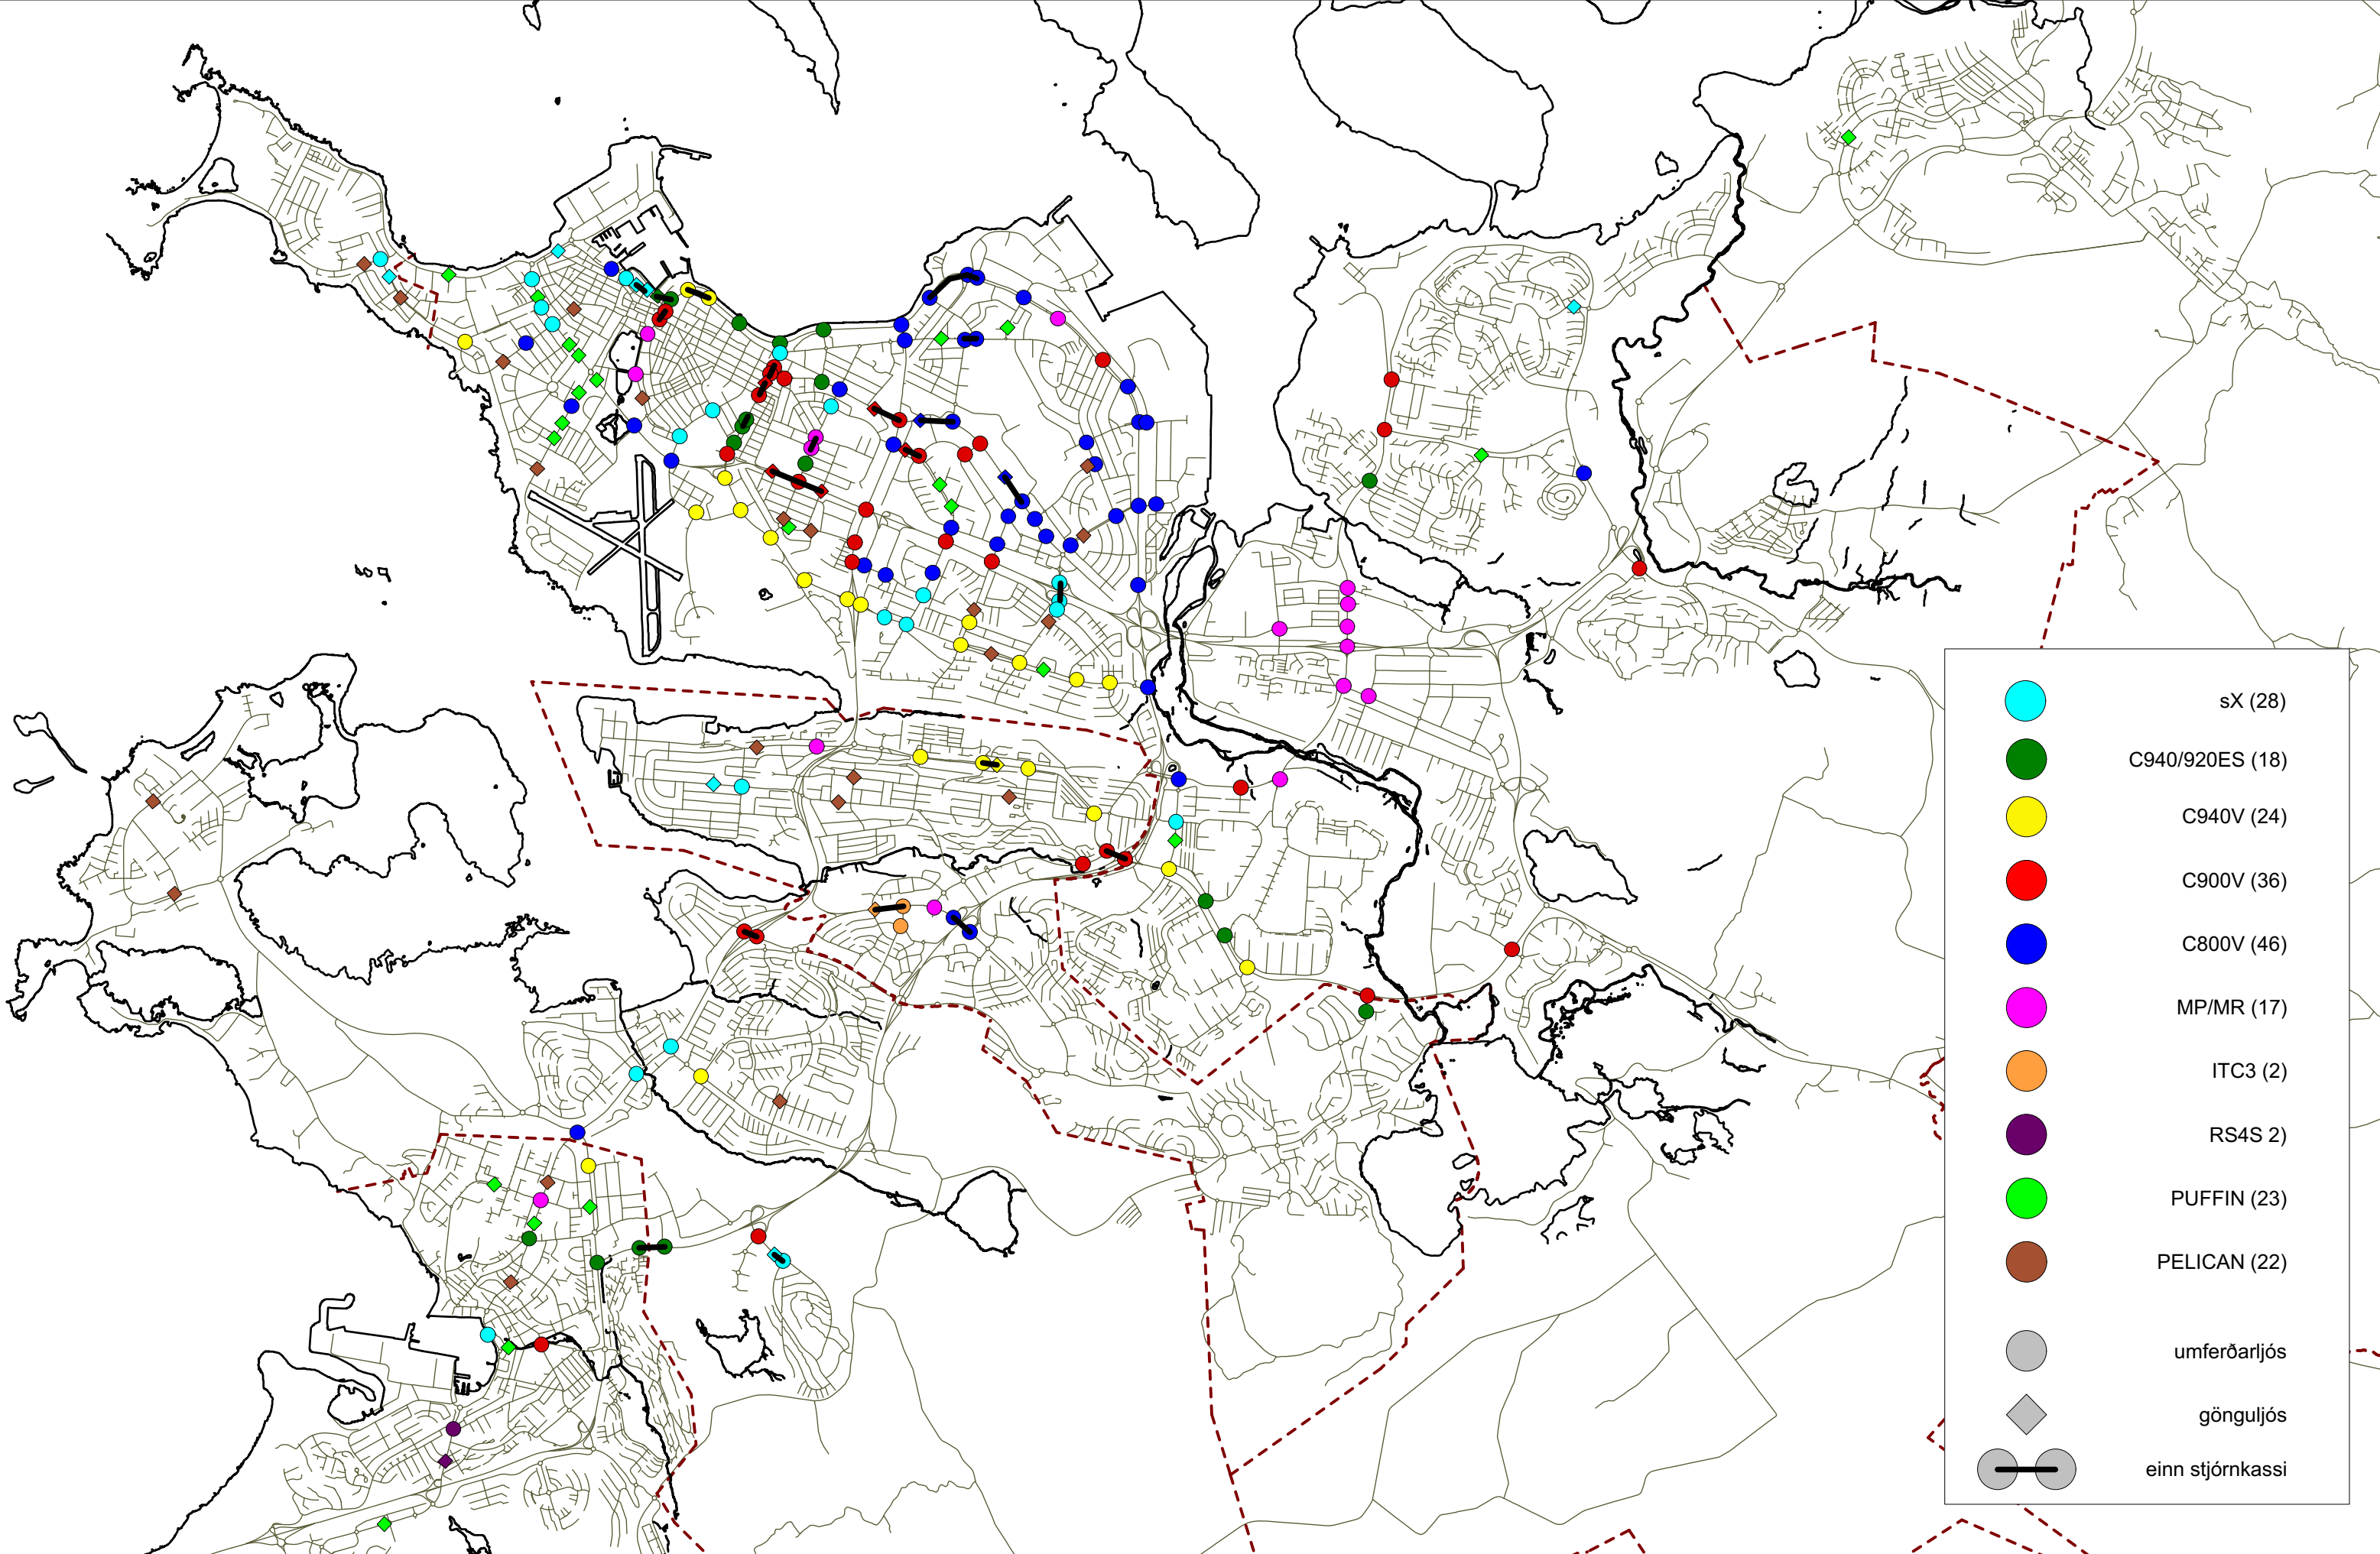 sX (28)
C940/920ES (18)
C940V (24)
C900V (36)
C800V (46)
MP/MR (17)
ITC3 (2)
RS4S 2)
PUFFIN (23)
PELICAN (22)
umferðarljós
gönguljós
einn stjórnkassi